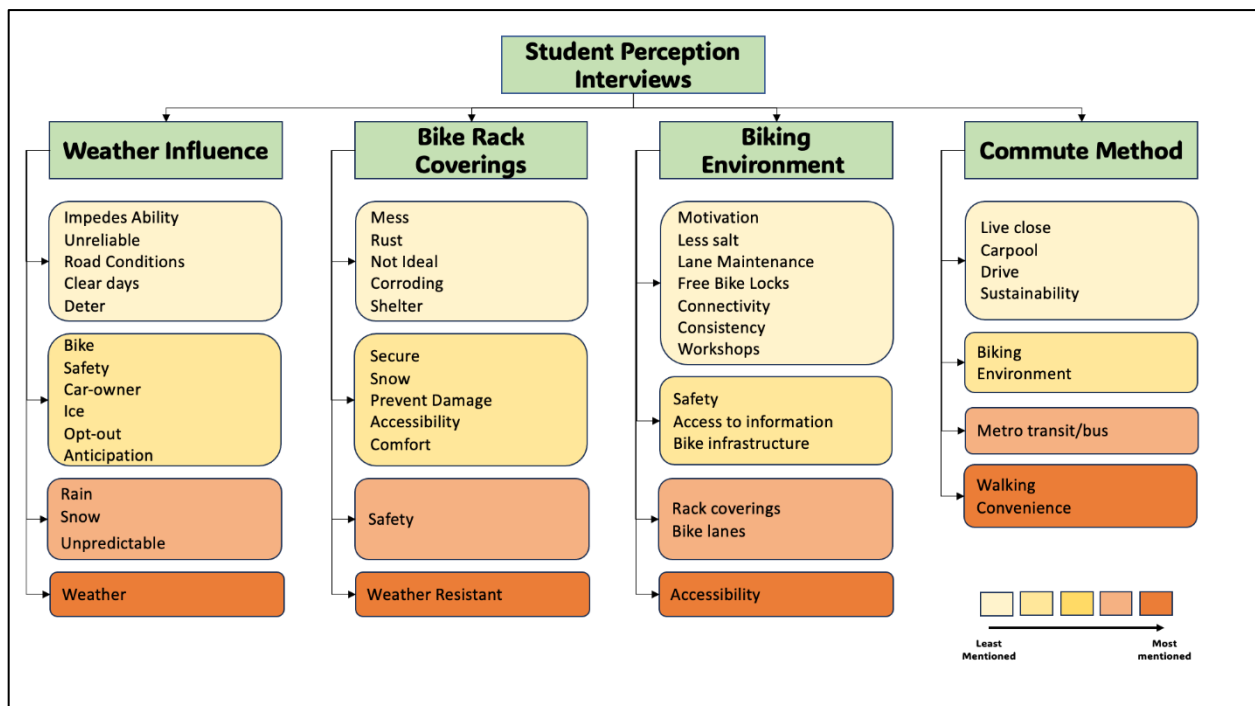 Student Perception
Interviews
Weather Influence
Impedes Ability
Unreliable
Road Conditions
Clear days
Deter
Bike
Safety
Car-owner
Ice
Opt-out
Anticipation
Rain
Snow
Unpredictable
Weather
Bike Rack
Coverings
Mess
Rust
Not Ideal
Corroding
Shelter
Secure
Snow
Prevent Damage
Accessibility
Comfort
Safety
Weather Resistant
Biking
Environment
Motivation
Less salt
Lane Maintenance
Free Bike Locks
Connectivity
Consistency
Workshops
Safety
Access to information
Bike infrastructure
Rack coverings
Bike lanes
Accessibility
Commute Method
Live close
Carpool
Drive
Sustainability
Biking
Environment
Metro transit/bus
Walking
Convenience
Least
Mentioned
Most
mentioned